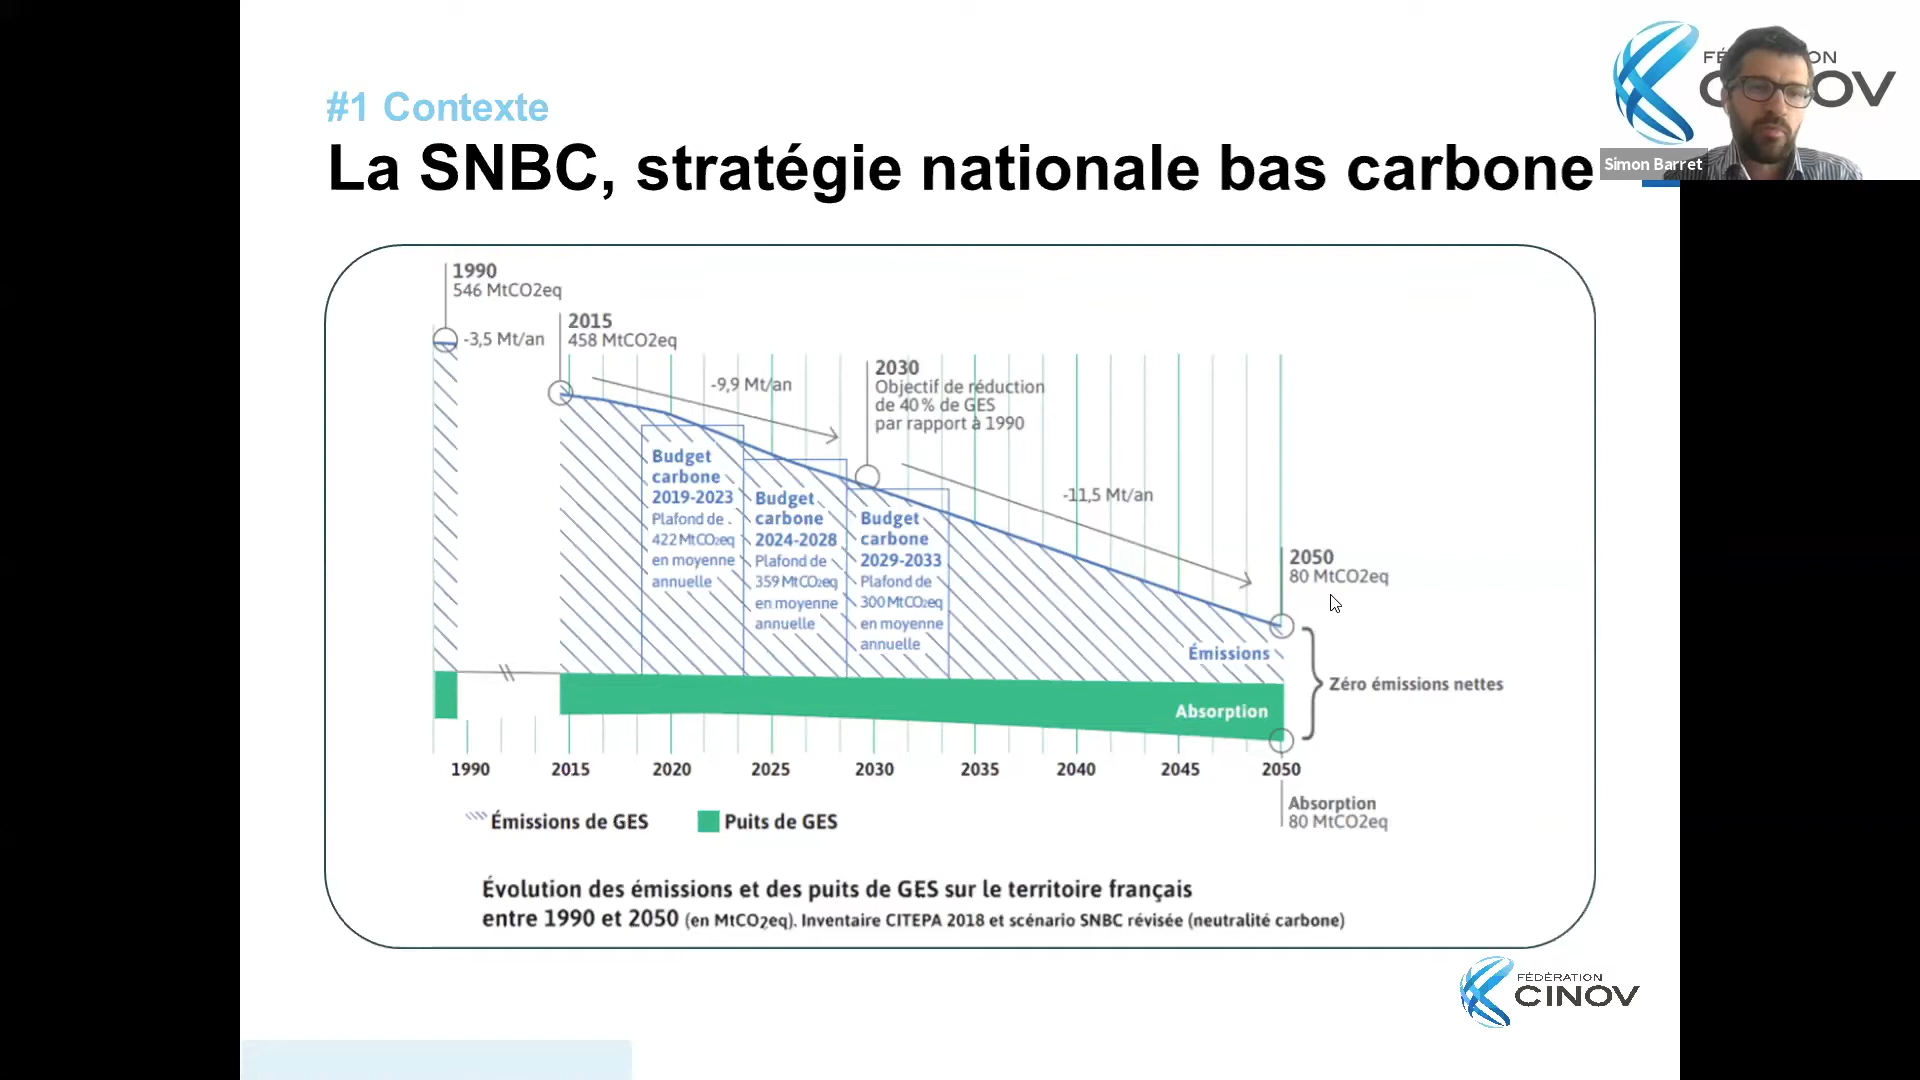 #1 Contexte
La SNBC, stratégie nationale bas carbone
Simon Barret
1990
546 MtCO2eq
-3,5 Mt/an
2015
458 MtCO2eq
-9,9 Mt/an
2030
Objectif de réduction
de 40 % de GES
par rapport à 1990
-11,5 Mt/an
2050
80 MtCO2eq
Budget
carbone
2019-2023
Plafond de
422 MtCO₂eq
en moyenne
annuelle
Budget
carbone
2024-2028
Plafond de
359 MtCO₂eq
en moyenne
annuelle
Budget
carbone
2029-2033
Plafond de
300 MtCO₂eq
en moyenne
annuelle
Émissions
Zéro émissions nettes
Absorption
1990 2015 2020 2025 2030 2035 2040 2045 2050
Absorption
80 MtCO2eq
Émissions de GES
Puits de GES
Évolution des émissions et des puits de GES sur le territoire français
entre 1990 et 2050 (en MtCO₂eq). Inventaire CITEPA 2018 et scénario SNBC révisée (neutralité carbone)
FÉDÉRATION
CINOV